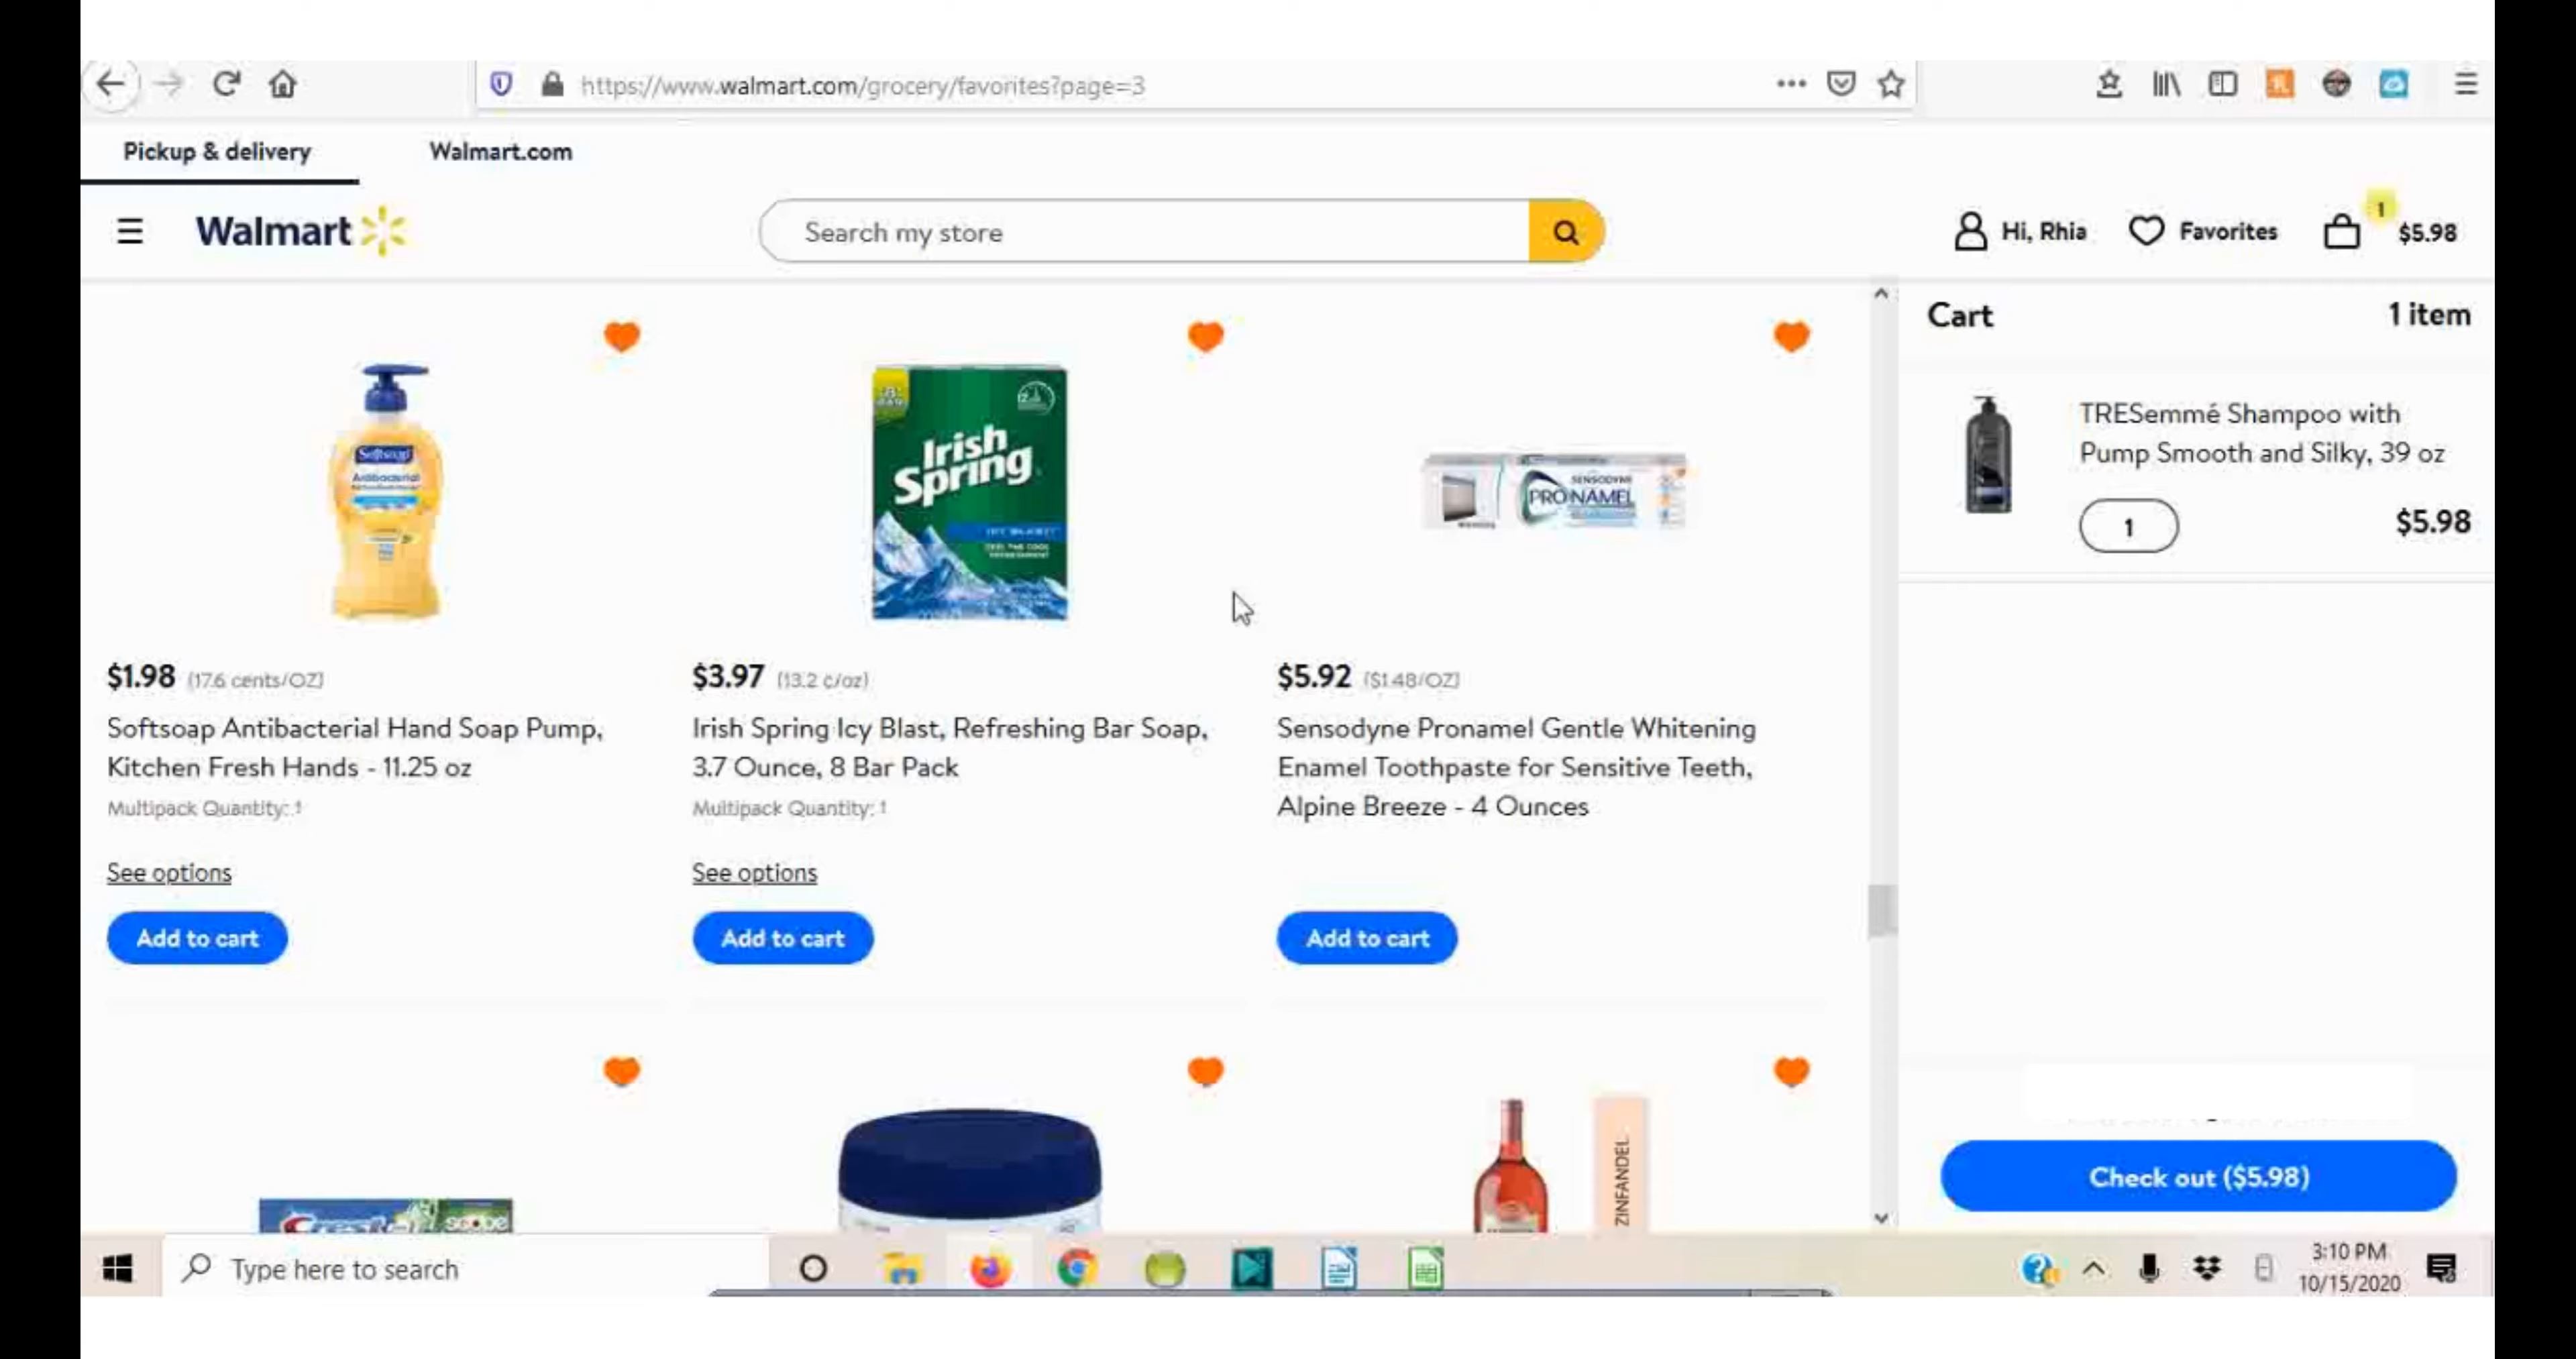 https://www.walmart.com/grocery/favorites?page=3
Pickup & delivery
Walmart.com
Walmart
Search my store
Hi, Rhia
Favorites
1
$5.98
Cart
1 item
TRESemmé Shampoo with
Pump Smooth and Silky, 39 oz
1
$5.98
Softsoap
Antibacterial
Irish
Spring
SENSODYNE
PRONAMEL
$1.98 (17.6 cents/OZ)
Softsoap Antibacterial Hand Soap Pump,
Kitchen Fresh Hands - 11.25 oz
Multipack Quantity: 1
See options
Add to cart
$3.97 (13.2 ¢/oz)
Irish Spring Icy Blast, Refreshing Bar Soap,
3.7 Ounce, 8 Bar Pack
Multipack Quantity: 1
See options
Add to cart
$5.92 ($1.48/OZ)
Sensodyne Pronamel Gentle Whitening
Enamel Toothpaste for Sensitive Teeth,
Alpine Breeze - 4 Ounces
Add to cart
Crest
scope
ZINFANDEL
Check out ($5.98)
Type here to search
3:10 PM
10/15/2020